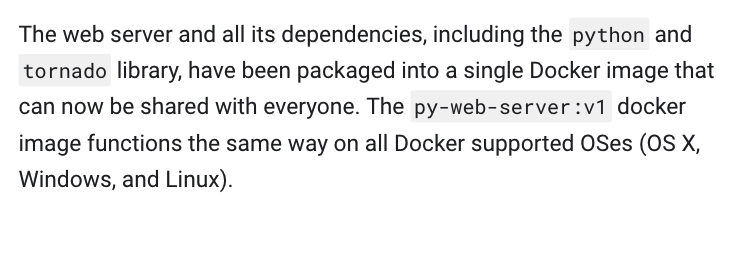 The web server and all its dependencies, including the python and
tornado library, have been packaged into a single Docker image that
can now be shared with everyone. The py-web-server:v1 docker
image functions the same way on all Docker supported OSes (OS X,
Windows, and Linux).